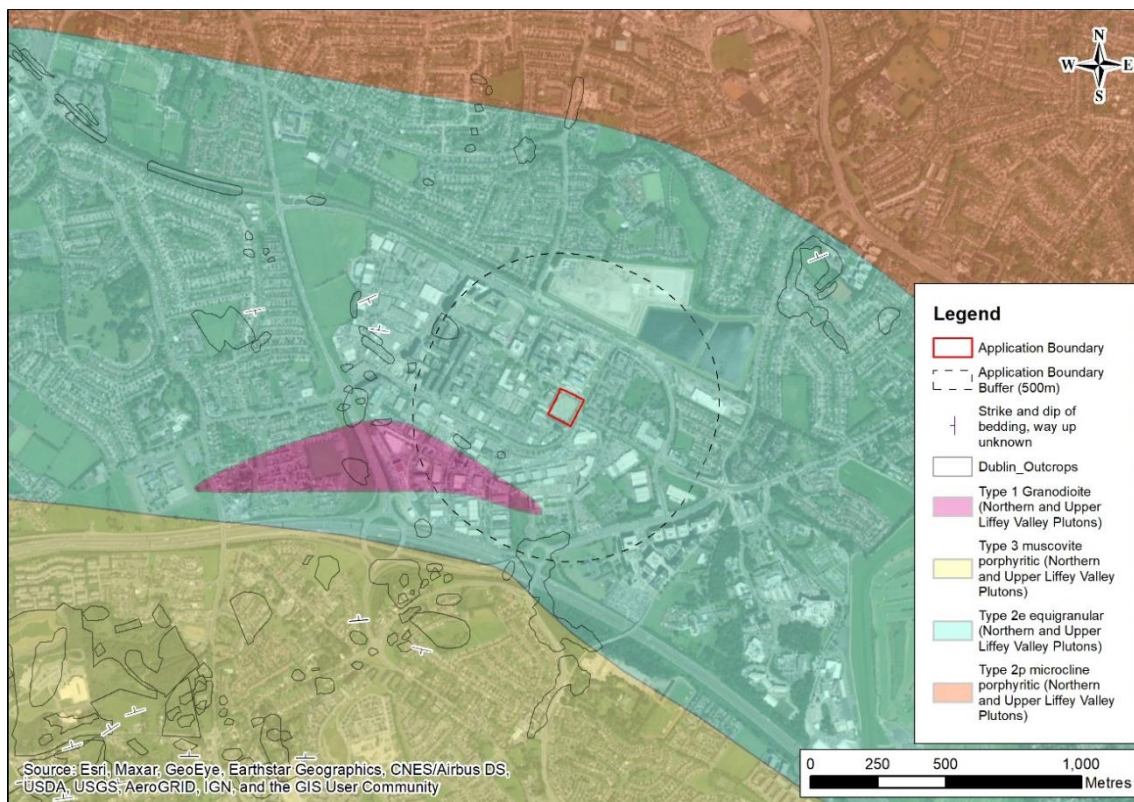 N
W E
S
Legend
Application Boundary
Application Boundary
Buffer (500m)
Strike and dip of
bedding, way up
unknown
Dublin_Outcrops
Type 1 Granodioite
(Northern and Upper
Liffey Valley Plutons)
Type 3 muscovite
porphyritic (Northern
and Upper Liffey Valley
Plutons)
Type 2e equigranular
(Northern and Upper
Liffey Valley Plutons)
Type 2p microcline
porphyritic (Northern
and Upper Liffey Valley
Plutons)
0 250 500 1,000
Metres
Source: Esri, Maxar, GeoEye, Earthstar Geographics, CNES/Airbus DS,
USDA, USGS, AeroGRID, IGN, and the GIS User Community